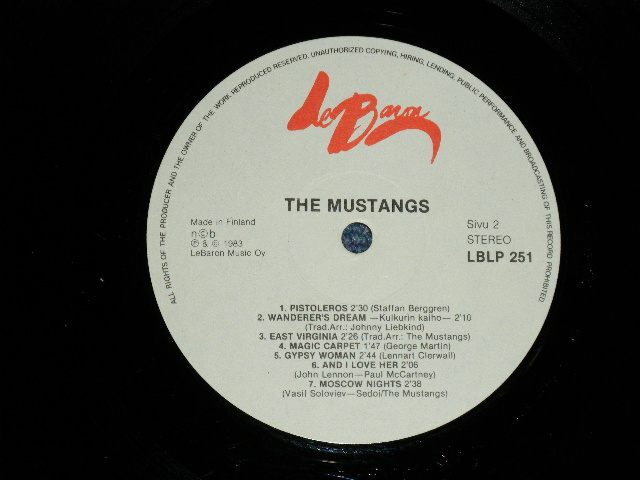 ALL RIGHTS OF THE PRODUCER AND THE OWNER OF THE WORK REPRODUCED RESERVED. UNAUTHORIZED COPYING, HIRING, LENDING, PUBLIC PERFORMANCE AND BROADCASTING OF THIS RECORD PROHIBITED
LeBaron
THE MUSTANGS
Made in Finland
n©b
℗ & © 1983
LeBaron Music Oy
Sivu 2
STEREO
LBLP 251
1. PISTOLEROS 2'30 (Staffan Berggren)
2. WANDERER'S DREAM —Kulkurin kaiho— 2'10
(Trad.Arr.: Johnny Liebkind)
3. EAST VIRGINIA 2'26 (Trad.Arr.: The Mustangs)
4. MAGIC CARPET 1'47 (George Martin)
5. GYPSY WOMAN 2'44 (Lennart Clerwall)
6. AND I LOVE HER 2'06
(John Lennon—Paul McCartney)
7. MOSCOW NIGHTS 2'38
(Vasil Soloviev—Sedoi/The Mustangs)